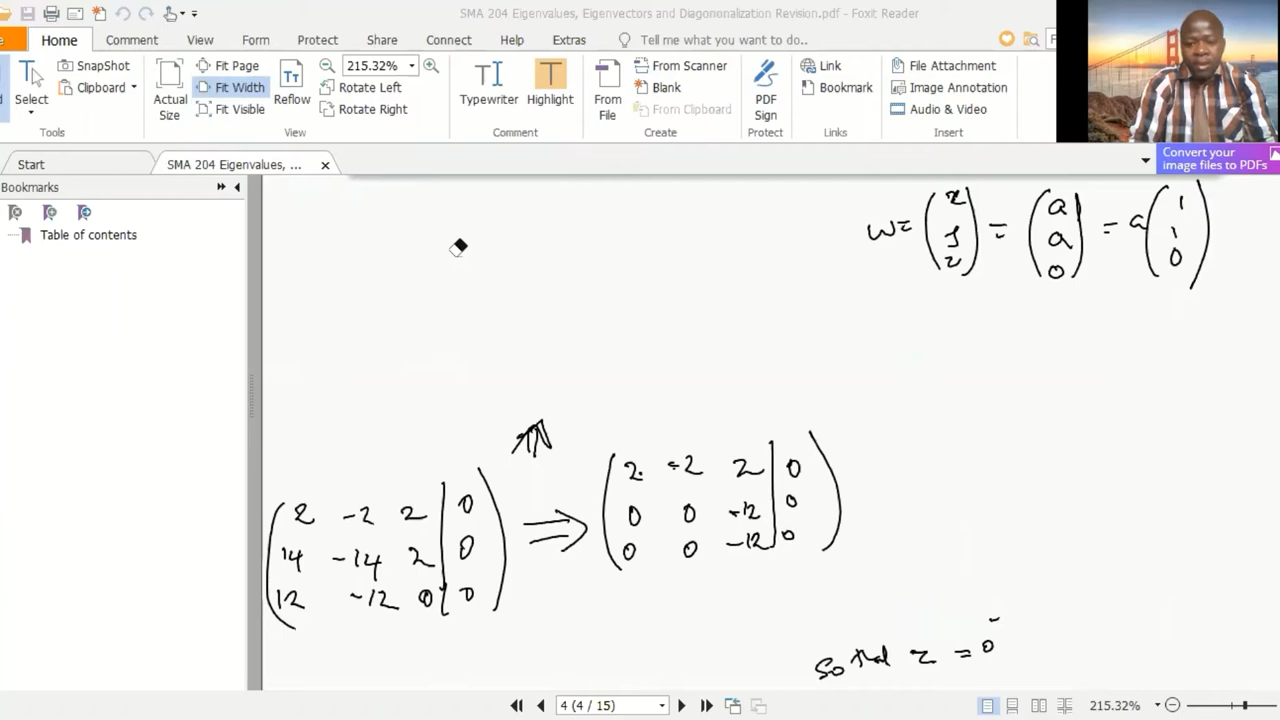 SMA 204 Eigenvalues, Eigenvectors and Diagononalization Revision.pdf - Foxit Reader
Home Comment View Form Protect Share Connect Help Extras Tell me what you want to do..
SnapShot
Clipboard
Select
Tools
Actual Size
Fit Page
Fit Width
Fit Visible
Reflow
215.32%
Rotate Left
Rotate Right
View
Typewriter
Highlight
Comment
From File
From Scanner
Blank
From Clipboard
Create
PDF Sign
Protect
Link
Bookmark
Links
File Attachment
Image Annotation
Audio & Video
Insert
Start
SMA 204 Eigenvalues, ...
Convert your
image files to PDFs
Bookmarks
Table of contents
w = (x y z) = (a a 0) = a (1 1 0)
2 -2 2 | 0
14 -14 2 | 0
12 -12 0 | 0
⇒
2 -2 2 | 0
0 0 -12 | 0
0 0 -12 | 0
So that z = 0
4 (4 / 15)
215.32%